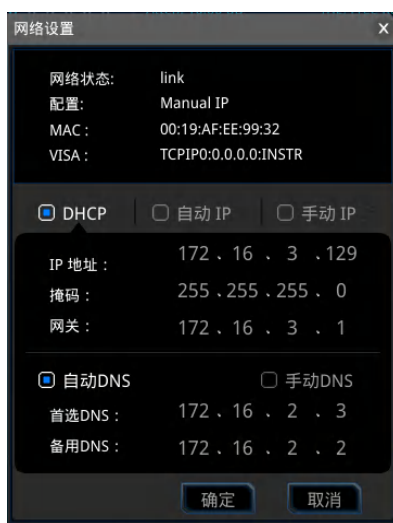 网络设置 X
网络状态: link
配置: Manual IP
MAC : 00:19:AF:EE:99:32
VISA : TCPIP0:0.0.0.0:INSTR
DHCP 自动 IP 手动 IP
IP 地址 : 172 . 16 . 3 .129
掩码 : 255 .255 .255 . 0
网关 : 172 . 16 . 3 . 1
自动DNS 手动DNS
首选DNS : 172 . 16 . 2 . 3
备用DNS : 172 . 16 . 2 . 2
确定 取消